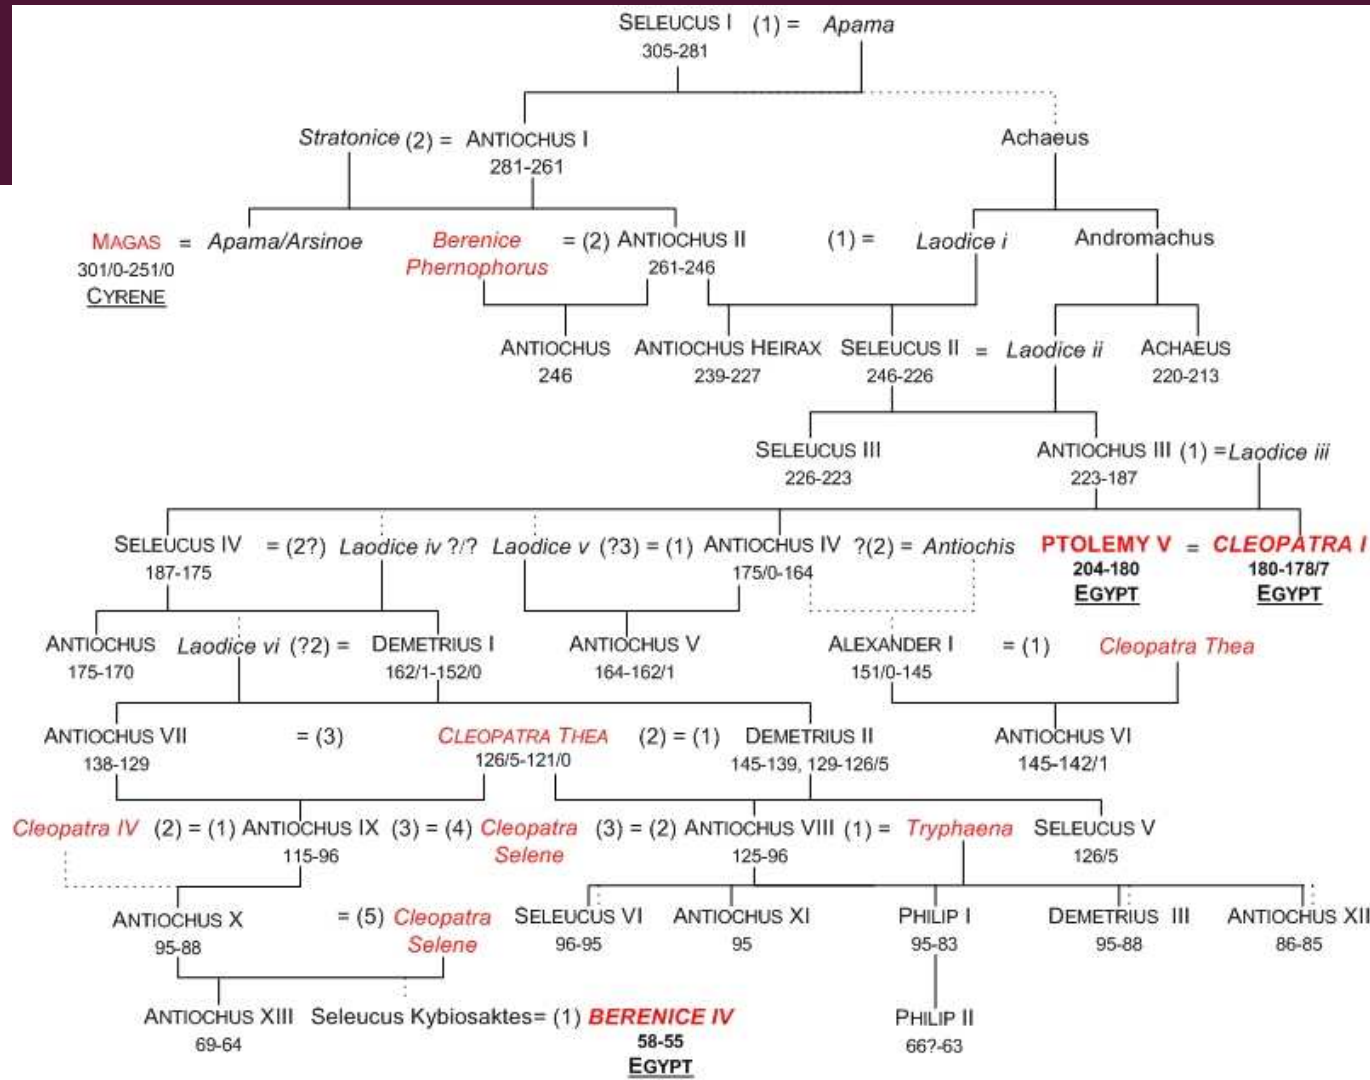 SELEUCUS I (1) = Apama
305-281
Stratonice (2) = ANTIOCHUS I Achaeus
281-261
MAGAS = Apama/Arsinoe Berenice = (2) ANTIOCHUS II (1) = Laodice i Andromachus
301/0-251/0 Phernophorus 261-246
CYRENE
ANTIOCHUS ANTIOCHUS HEIRAX SELEUCUS II = Laodice ii ACHAEUS
246 239-227 246-226 220-213
SELEUCUS III ANTIOCHUS III (1) =Laodice iii
226-223 223-187
SELEUCUS IV = (2?) Laodice iv ?/? Laodice v (?3) = (1) ANTIOCHUS IV ?(2) = Antiochis PTOLEMY V = CLEOPATRA I
187-175 175/0-164 204-180 180-178/7
EGYPT EGYPT
ANTIOCHUS Laodice vi (?2) = DEMETRIUS I ANTIOCHUS V ALEXANDER I = (1) Cleopatra Thea
175-170 162/1-152/0 164-162/1 151/0-145
ANTIOCHUS VII = (3) CLEOPATRA THEA (2) = (1) DEMETRIUS II ANTIOCHUS VI
138-129 126/5-121/0 145-139, 129-126/5 145-142/1
Cleopatra IV (2) = (1) ANTIOCHUS IX (3) = (4) Cleopatra (3) = (2) ANTIOCHUS VIII (1) = Tryphaena SELEUCUS V
115-96 Selene 125-96 126/5
ANTIOCHUS X = (5) Cleopatra SELEUCUS VI ANTIOCHUS XI PHILIP I DEMETRIUS III ANTIOCHUS XII
95-88 Selene 96-95 95 95-83 95-88 86-85
ANTIOCHUS XIII Seleucus Kybiosaktes= (1) BERENICE IV PHILIP II
69-64 58-55 66?-63
EGYPT